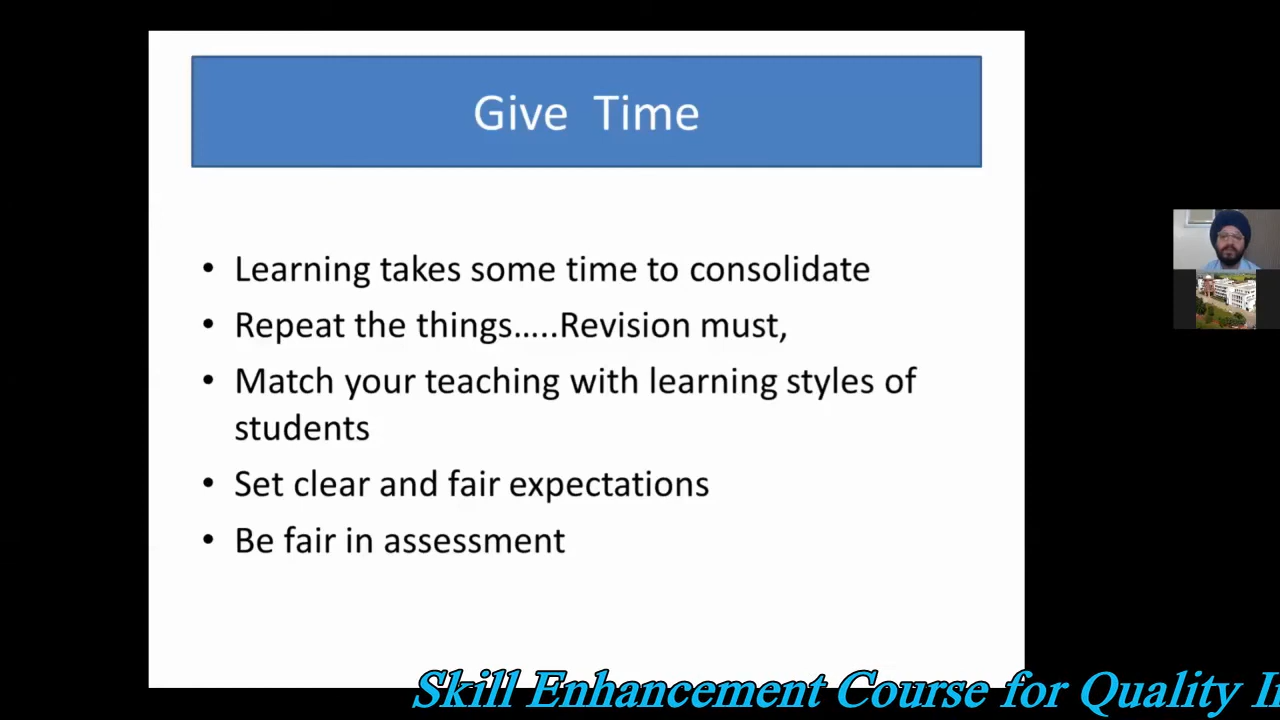 Give Time
• Learning takes some time to consolidate
• Repeat the things.....Revision must,
• Match your teaching with learning styles of
students
• Set clear and fair expectations
• Be fair in assessment
Skill Enhancement Course for Quality